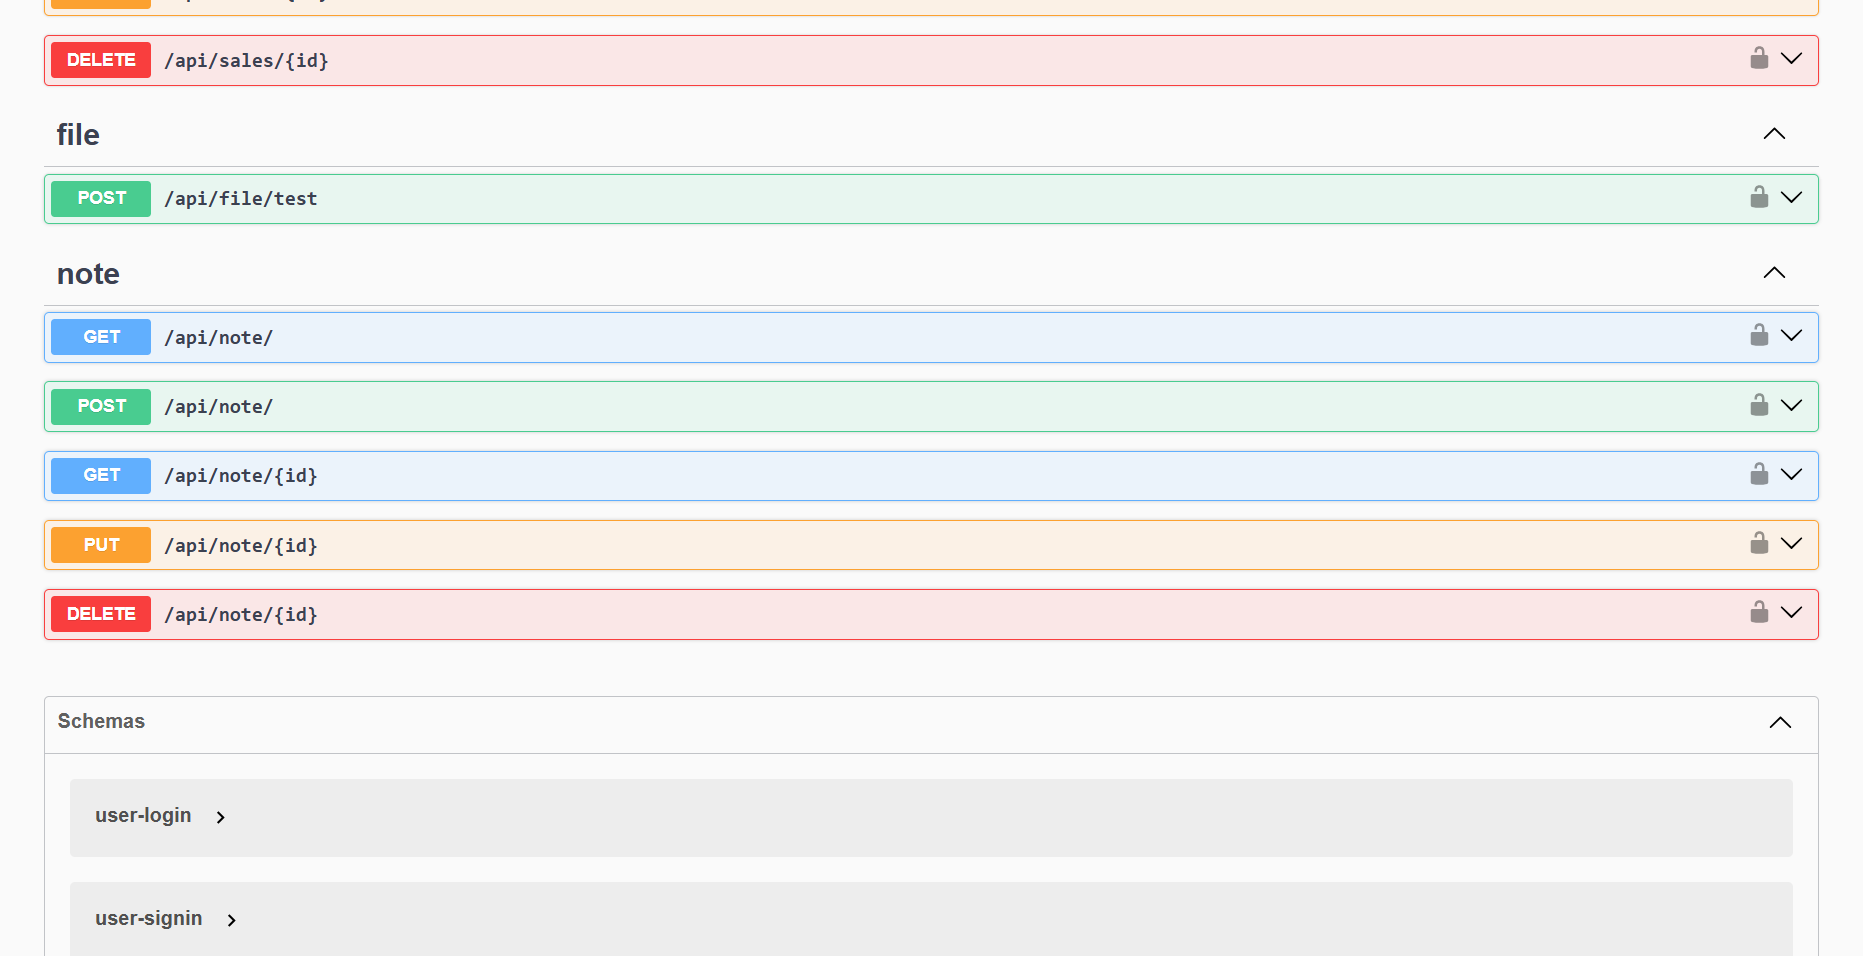 DELETE /api/sales/{id}
file
POST /api/file/test
note
GET /api/note/
POST /api/note/
GET /api/note/{id}
PUT /api/note/{id}
DELETE /api/note/{id}
Schemas
user-login
user-signin